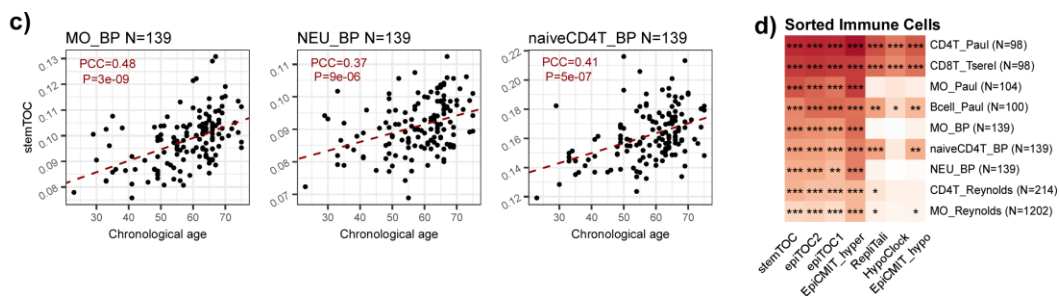 c)
MO_BP N=139
PCC=0.48
P=3e-09
stemTOC
0.13
0.12
0.11
0.10
0.09
0.08
30 40 50 60 70
Chronological age
NEU_BP N=139
PCC=0.37
P=9e-06
0.11
0.10
0.09
0.08
0.07
30 40 50 60 70
Chronological age
naiveCD4T_BP N=139
PCC=0.41
P=5e-07
0.22
0.20
0.18
0.16
0.14
0.12
30 40 50 60 70
Chronological age
d) Sorted Immune Cells
*** *** *** *** *** *** *** CD4T_Paul (N=98)
*** *** *** *** *** *** *** CD8T_Tserel (N=98)
*** *** *** *** MO_Paul (N=104)
*** *** *** *** ** * ** Bcell_Paul (N=100)
*** *** *** *** MO_BP (N=139)
*** *** *** *** *** ** naiveCD4T_BP (N=139)
*** *** ** *** NEU_BP (N=139)
*** *** *** *** * CD4T_Reynolds (N=214)
*** *** *** *** * * MO_Reynolds (N=1202)
stemTOC
epiTOC2
epiTOC1
EpiCMIT_hyper
RepliTali
HypoClock
EpiCMIT_hypo